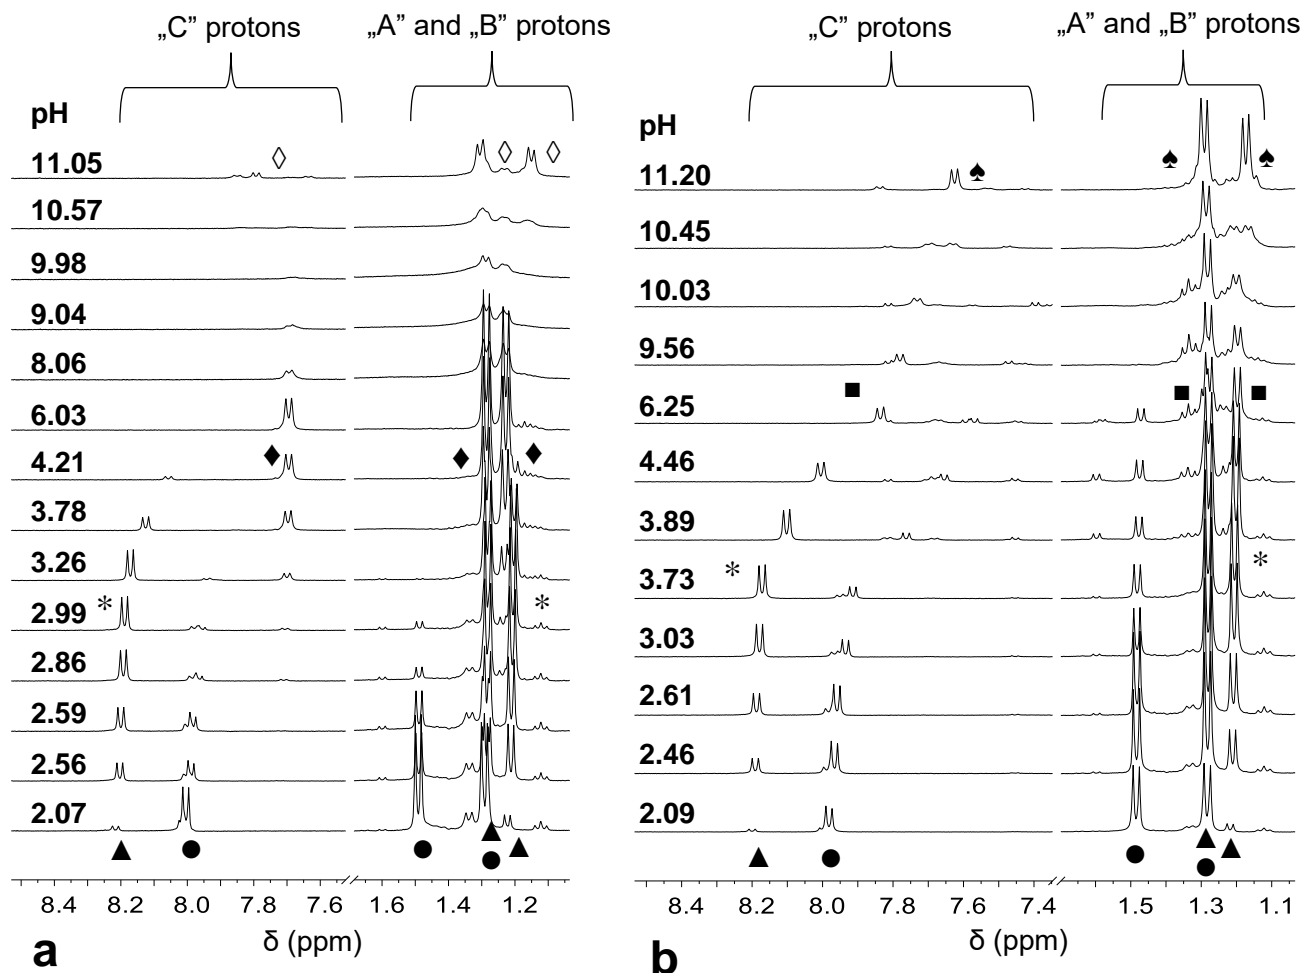 „C” protons
„A” and „B” protons
pH
11.05
10.57
9.98
9.04
8.06
6.03
4.21
3.78
3.26
2.99
2.86
2.59
2.56
2.07
8.4 8.2 8.0 7.8 7.6 1.6 1.4 1.2
δ (ppm)
a
„C” protons
„A” and „B” protons
pH
11.20
10.45
10.03
9.56
6.25
4.46
3.89
3.73
3.03
2.61
2.46
2.09
8.4 8.2 8.0 7.8 7.6 7.4 1.5 1.3 1.1
δ (ppm)
b